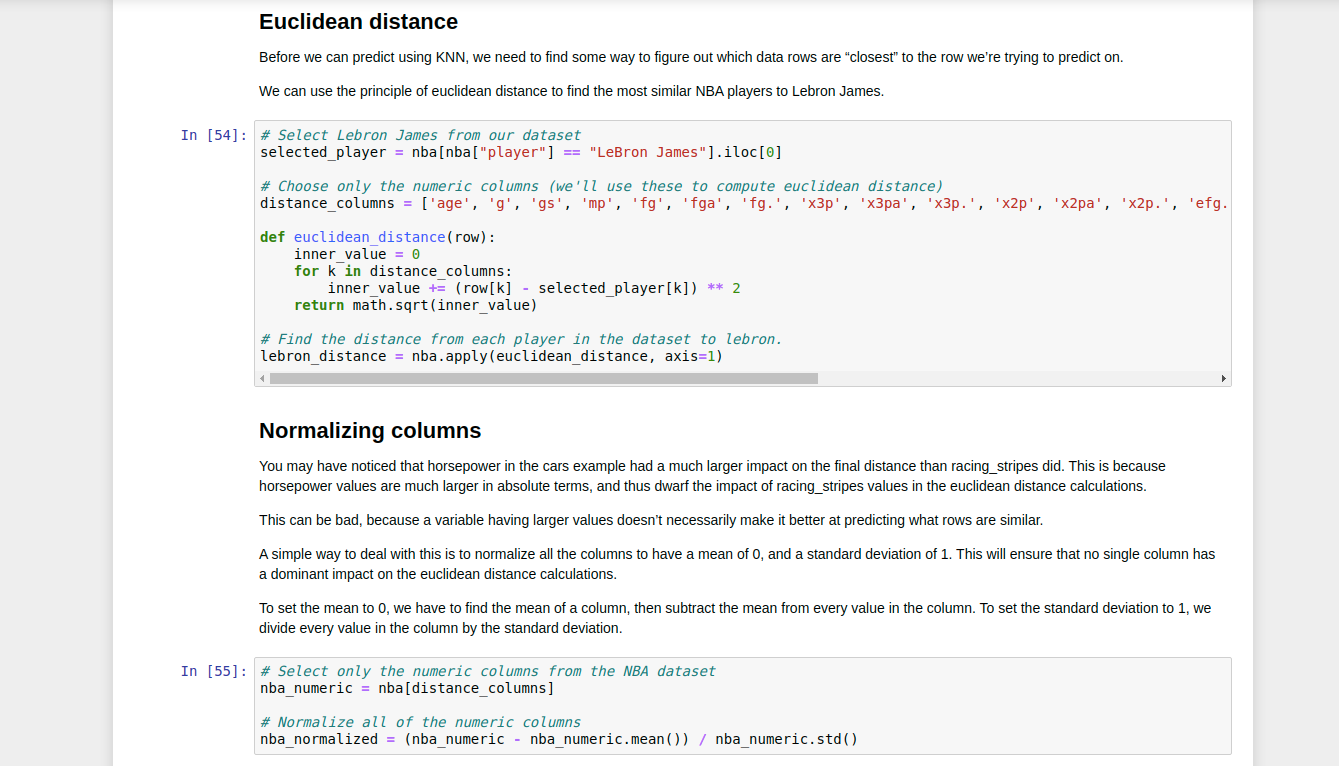 Euclidean distance
Before we can predict using KNN, we need to find some way to figure out which data rows are “closest” to the row we’re trying to predict on.
We can use the principle of euclidean distance to find the most similar NBA players to Lebron James.
In [54]:
# Select Lebron James from our dataset
selected_player = nba[nba["player"] == "LeBron James"].iloc[0]
# Choose only the numeric columns (we'll use these to compute euclidean distance)
distance_columns = ['age', 'g', 'gs', 'mp', 'fg', 'fga', 'fg.', 'x3p', 'x3pa', 'x3p.', 'x2p', 'x2pa', 'x2p.', 'efg.
def euclidean_distance(row):
    inner_value = 0
    for k in distance_columns:
        inner_value += (row[k] - selected_player[k]) ** 2
    return math.sqrt(inner_value)
# Find the distance from each player in the dataset to lebron.
lebron_distance = nba.apply(euclidean_distance, axis=1)
Normalizing columns
You may have noticed that horsepower in the cars example had a much larger impact on the final distance than racing_stripes did. This is because
horsepower values are much larger in absolute terms, and thus dwarf the impact of racing_stripes values in the euclidean distance calculations.
This can be bad, because a variable having larger values doesn’t necessarily make it better at predicting what rows are similar.
A simple way to deal with this is to normalize all the columns to have a mean of 0, and a standard deviation of 1. This will ensure that no single column has
a dominant impact on the euclidean distance calculations.
To set the mean to 0, we have to find the mean of a column, then subtract the mean from every value in the column. To set the standard deviation to 1, we
divide every value in the column by the standard deviation.
In [55]:
# Select only the numeric columns from the NBA dataset
nba_numeric = nba[distance_columns]
# Normalize all of the numeric columns
nba_normalized = (nba_numeric - nba_numeric.mean()) / nba_numeric.std()